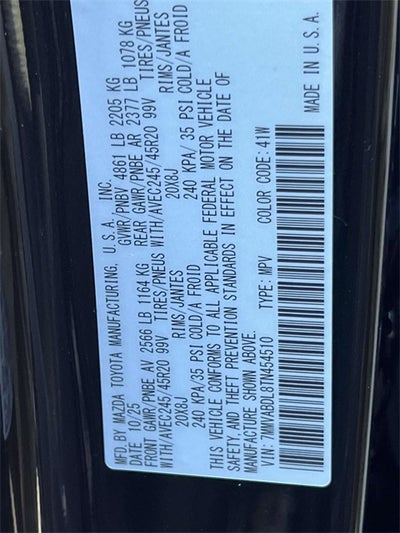 MFD BY MAZDA TOYOTA MANUFACTURING, U.S.A., INC.
DATE 10/25 GVWR/PNBV 4861 LB 2205 KG
FRONT GAWR/PNBE AV 2566 LB 1164 KG REAR GAWR/PNBE AR 2377 LB 1078 KG
WITH/AVEC245/45R20 99V TIRES/PNEUS WITH/AVEC245/45R20 99V TIRES/PNEUS
20X8J RIMS/JANTES 20X8J RIMS/JANTES
240 KPA/35 PSI COLD/A FROID 240 KPA/ 35 PSI COLD/A FROID
THIS VEHICLE CONFORMS TO ALL APPLICABLE FEDERAL MOTOR VEHICLE
SAFETY, AND THEFT PREVENTION STANDARDS IN EFFECT ON THE DATE OF
MANUFACTURE SHOWN ABOVE.
VIN: 7MMVABDL8TN454510 TYPE: MPV COLOR CODE: 41W MADE IN U.S.A.